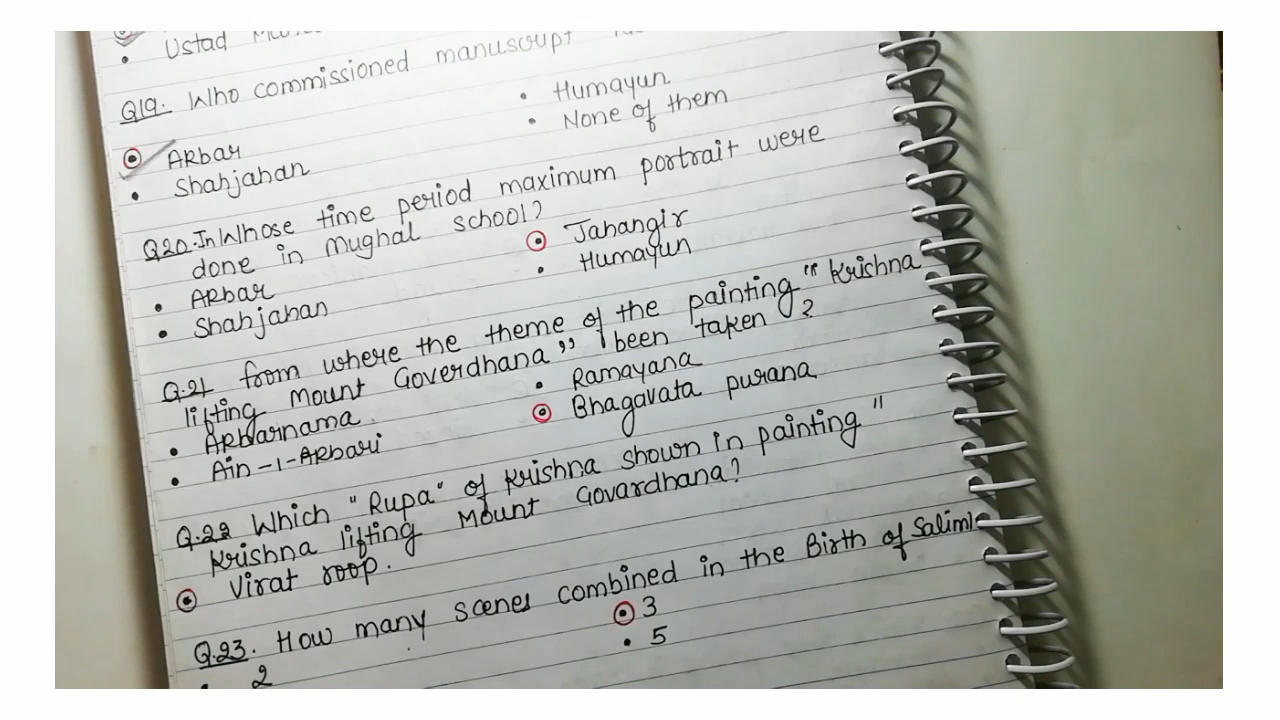 Ustad
Q19. Who commissioned manuscript
• Akbar
• Humayun
• Shahjahan
• None of them
Q20. In Whose time period maximum portrait were
done in mughal school?
• Akbar
• Jahangir
• Shahjahan
• Humayun
Q.21 from where the theme of the painting " Krishna
lifting Mount Goverdhana" been taken ?
• Akbarnama.
• Ramayana
• Ain-i-Akbari
• Bhagavata purana
Q.22 Which "Rupa" of Krishna shown in painting "
Krishna lifting Mount Govardhana?
• Virat roop.
Q.23. How many scenes combined in the Birth of Salim
• 2
• 3
• 5